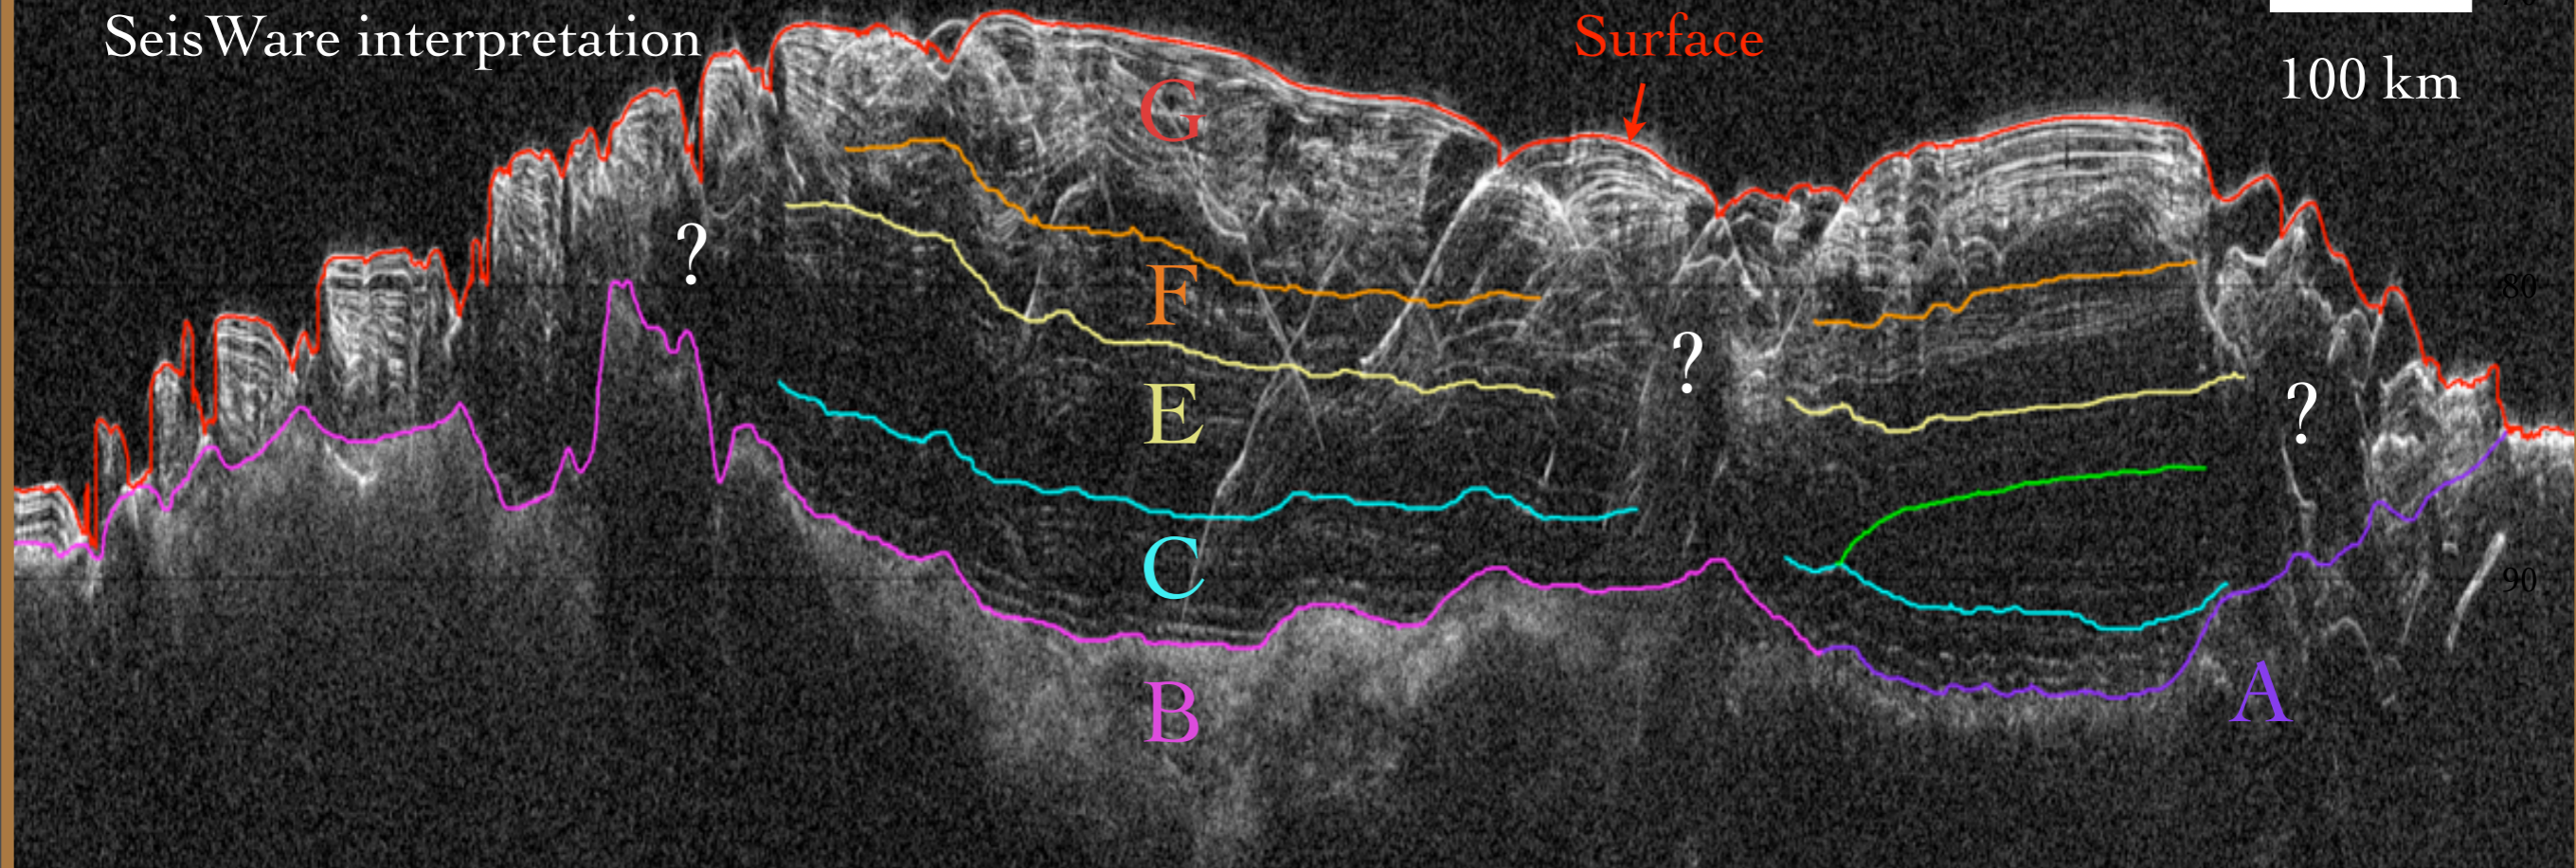 SeisWare interpretation
Surface
100 km
G
?
F
80
?
E
?
C
90
B
A